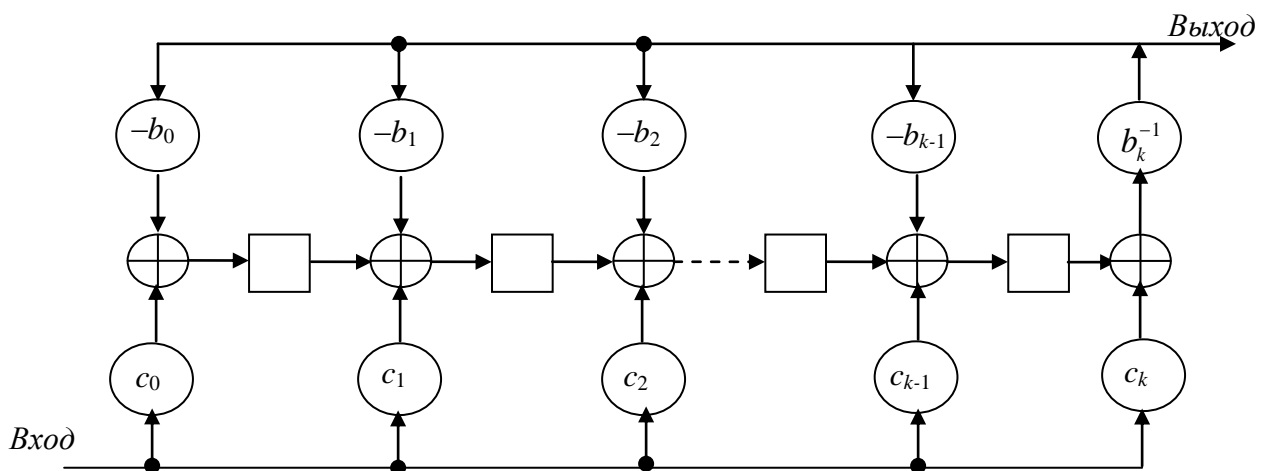 Выход
–b₀ –b₁ –b₂ –bₖ₋₁ bₖ⁻¹
c₀ c₁ c₂ cₖ₋₁ cₖ
Вход